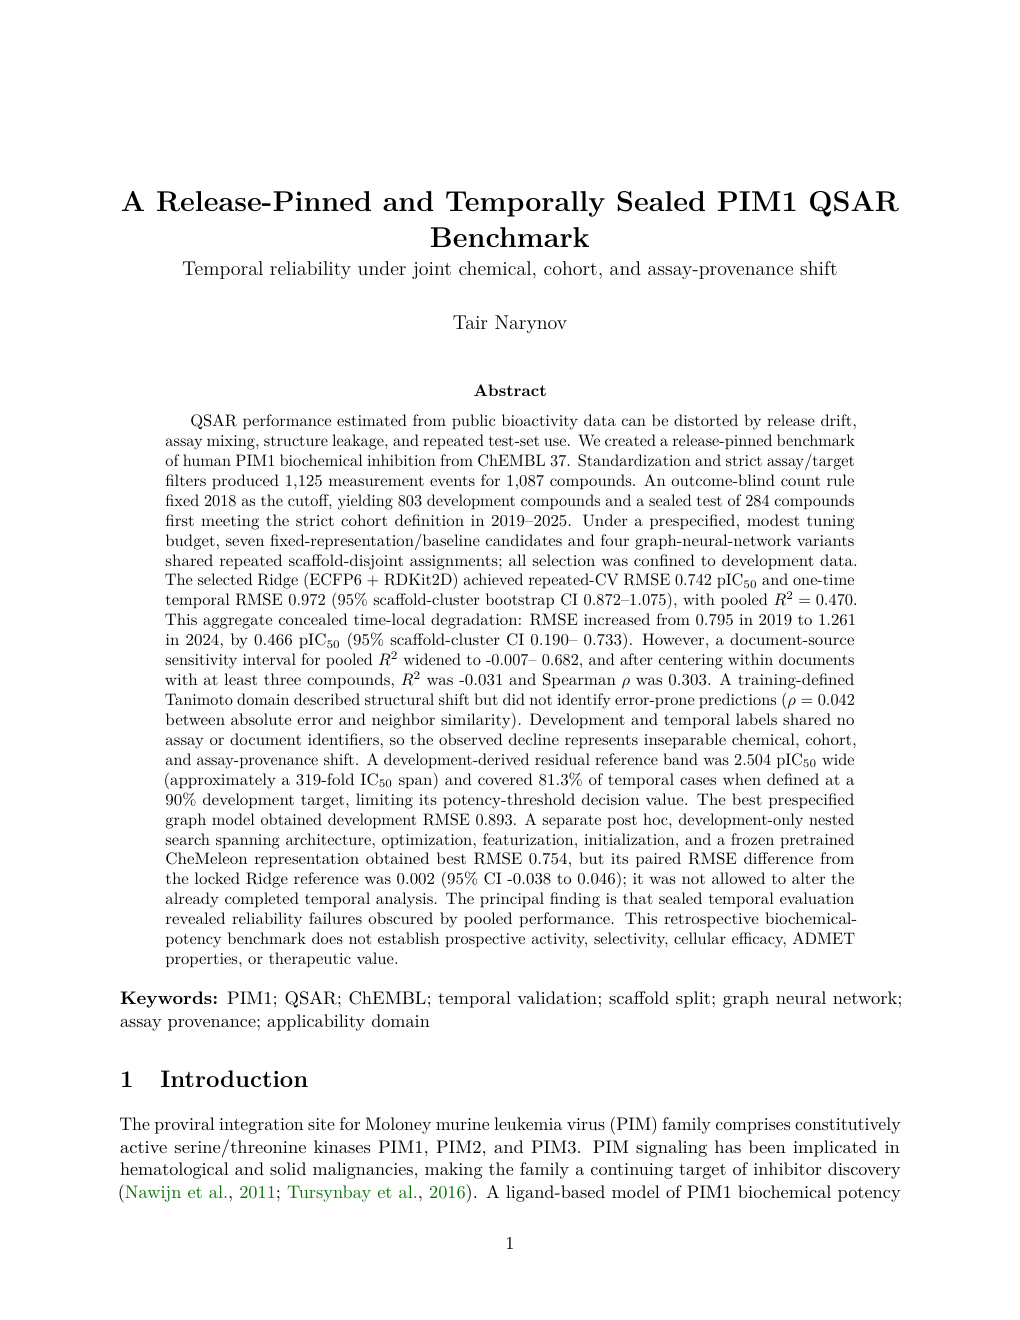 A Release-Pinned and Temporally Sealed PIM1 QSAR
Benchmark
Temporal reliability under joint chemical, cohort, and assay-provenance shift
Tair Narynov
Abstract
QSAR performance estimated from public bioactivity data can be distorted by release drift,
assay mixing, structure leakage, and repeated test-set use. We created a release-pinned benchmark
of human PIM1 biochemical inhibition from ChEMBL 37. Standardization and strict assay/target
filters produced 1,125 measurement events for 1,087 compounds. An outcome-blind count rule
fixed 2018 as the cutoff, yielding 803 development compounds and a sealed test of 284 compounds
first meeting the strict cohort definition in 2019–2025. Under a prespecified, modest tuning
budget, seven fixed-representation/baseline candidates and four graph-neural-network variants
shared repeated scaffold-disjoint assignments; all selection was confined to development data.
The selected Ridge (ECFP6 + RDKit2D) achieved repeated-CV RMSE 0.742 pIC50 and one-time
temporal RMSE 0.972 (95% scaffold-cluster bootstrap CI 0.872–1.075), with pooled R² = 0.470.
This aggregate concealed time-local degradation: RMSE increased from 0.795 in 2019 to 1.261
in 2024, by 0.466 pIC50 (95% scaffold-cluster CI 0.190– 0.733). However, a document-source
sensitivity interval for pooled R² widened to -0.007– 0.682, and after centering within documents
with at least three compounds, R² was -0.031 and Spearman ρ was 0.303. A training-defined
Tanimoto domain described structural shift but did not identify error-prone predictions (ρ = 0.042
between absolute error and neighbor similarity). Development and temporal labels shared no
assay or document identifiers, so the observed decline represents inseparable chemical, cohort,
and assay-provenance shift. A development-derived residual reference band was 2.504 pIC50 wide
(approximately a 319-fold IC50 span) and covered 81.3% of temporal cases when defined at a
90% development target, limiting its potency-threshold decision value. The best prespecified
graph model obtained development RMSE 0.893. A separate post hoc, development-only nested
search spanning architecture, optimization, featurization, initialization, and a frozen pretrained
CheMeleon representation obtained best RMSE 0.754, but its paired RMSE difference from
the locked Ridge reference was 0.002 (95% CI -0.038 to 0.046); it was not allowed to alter the
already completed temporal analysis. The principal finding is that sealed temporal evaluation
revealed reliability failures obscured by pooled performance. This retrospective biochemical-
potency benchmark does not establish prospective activity, selectivity, cellular efficacy, ADMET
properties, or therapeutic value.
Keywords: PIM1; QSAR; ChEMBL; temporal validation; scaffold split; graph neural network;
assay provenance; applicability domain
1 Introduction
The proviral integration site for Moloney murine leukemia virus (PIM) family comprises constitutively
active serine/threonine kinases PIM1, PIM2, and PIM3. PIM signaling has been implicated in
hematological and solid malignancies, making the family a continuing target of inhibitor discovery
(Nawijn et al., 2011; Tursynbay et al., 2016). A ligand-based model of PIM1 biochemical potency
1